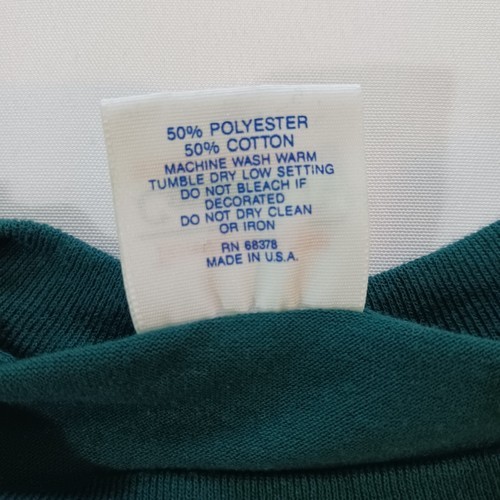 50% POLYESTER
50% COTTON
MACHINE WASH WARM
TUMBLE DRY LOW SETTING
DO NOT BLEACH IF
DECORATED
DO NOT DRY CLEAN
OR IRON
RN 68378
MADE IN U.S.A.